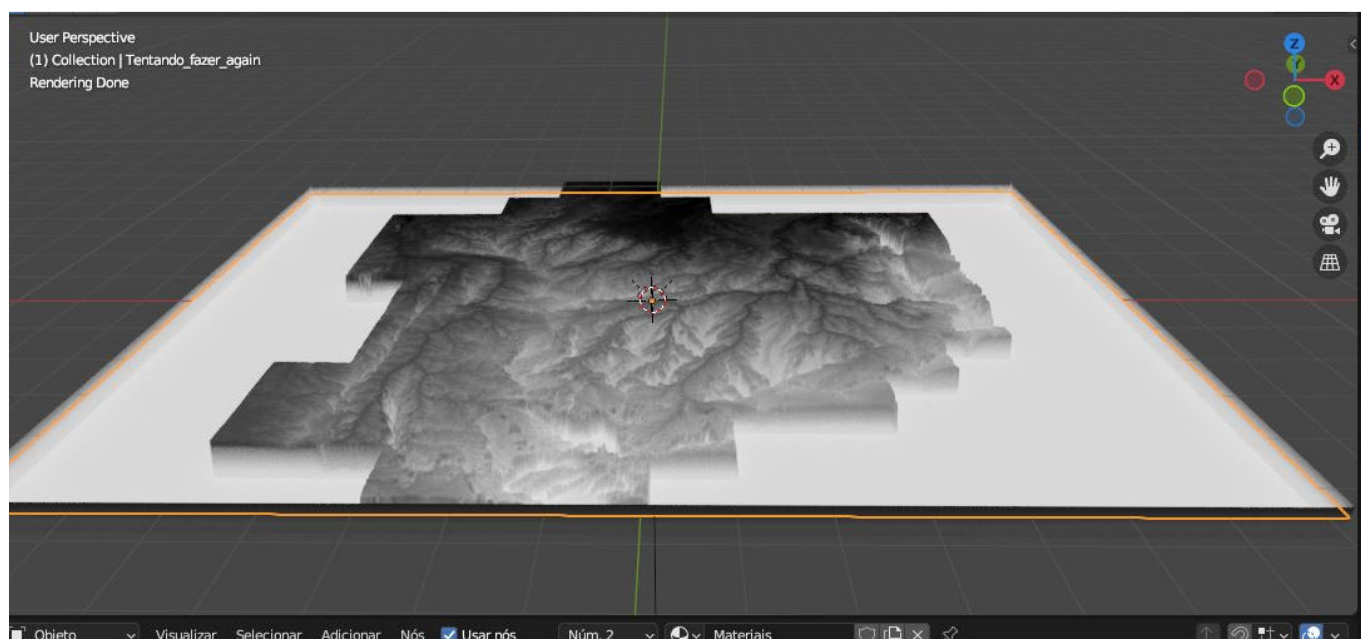 User Perspective
(1) Collection | Tentando_fazer_again
Rendering Done
Z
Y
X
Objeto Visualizar Selecionar Adicionar Nós Usar nós Núm. 2 Materiais